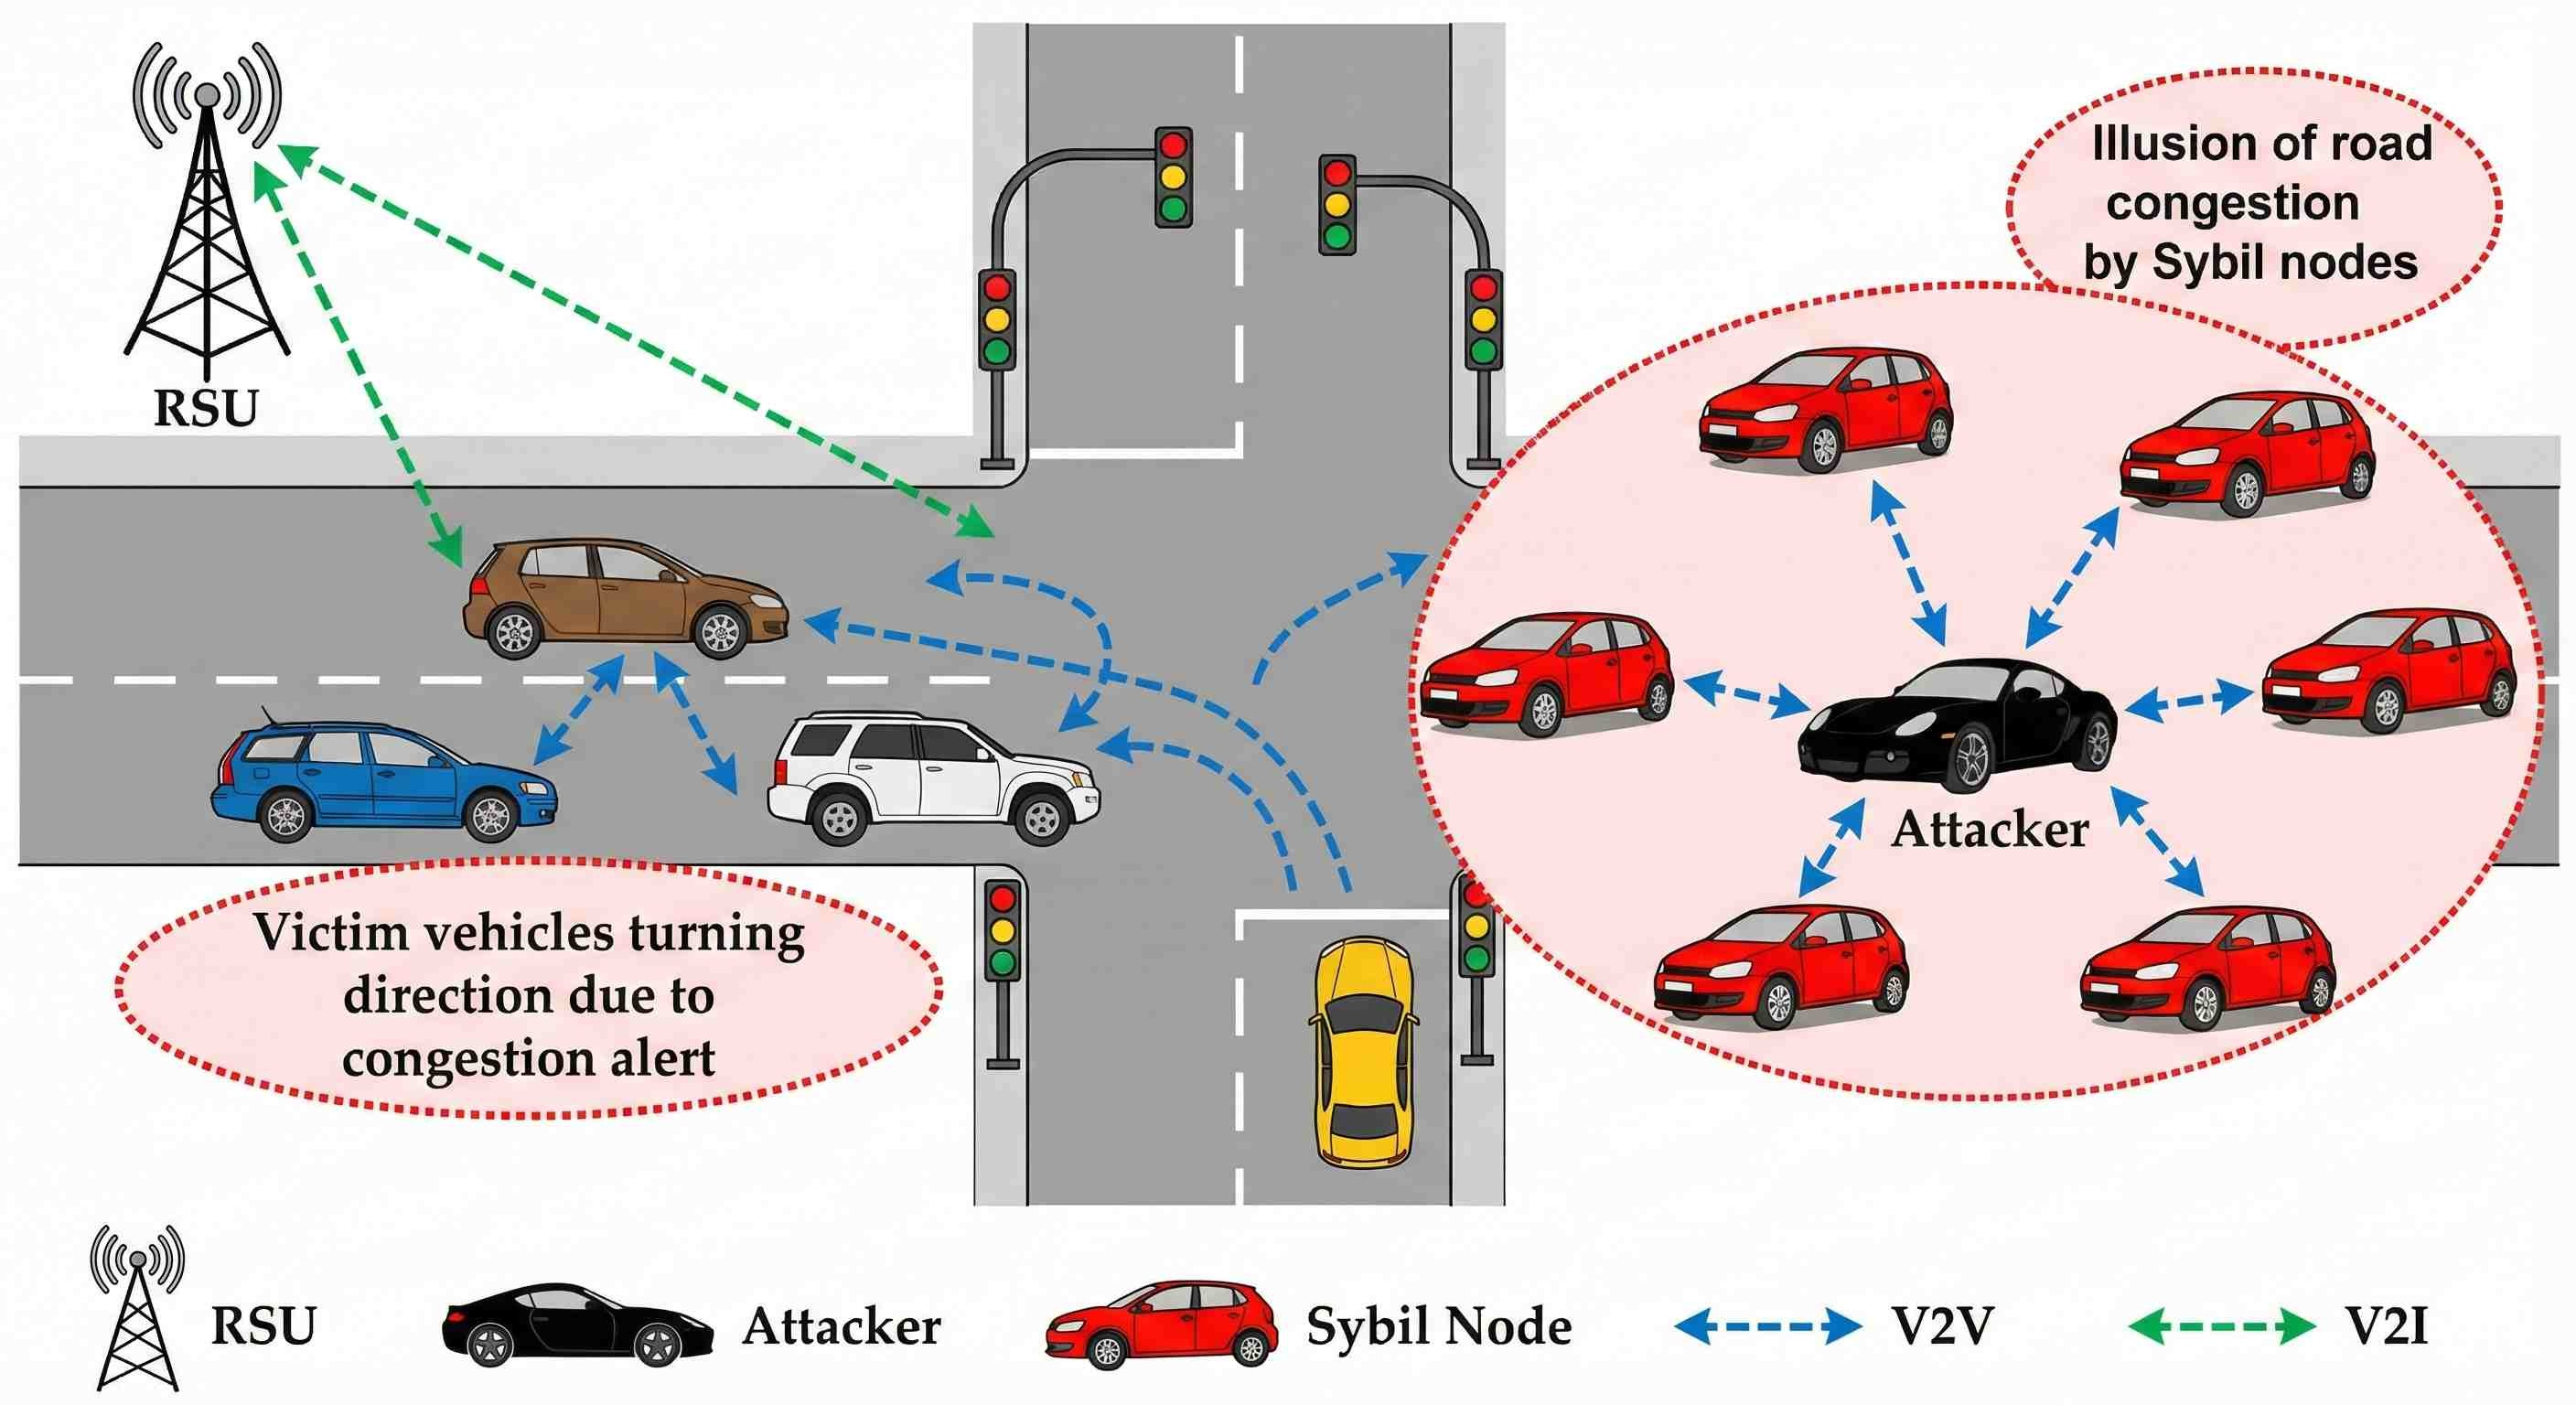 Illusion of road
congestion
by Sybil nodes
RSU
Attacker
Victim vehicles turning
direction due to
congestion alert
RSU
Attacker
Sybil Node
V2V
V2I